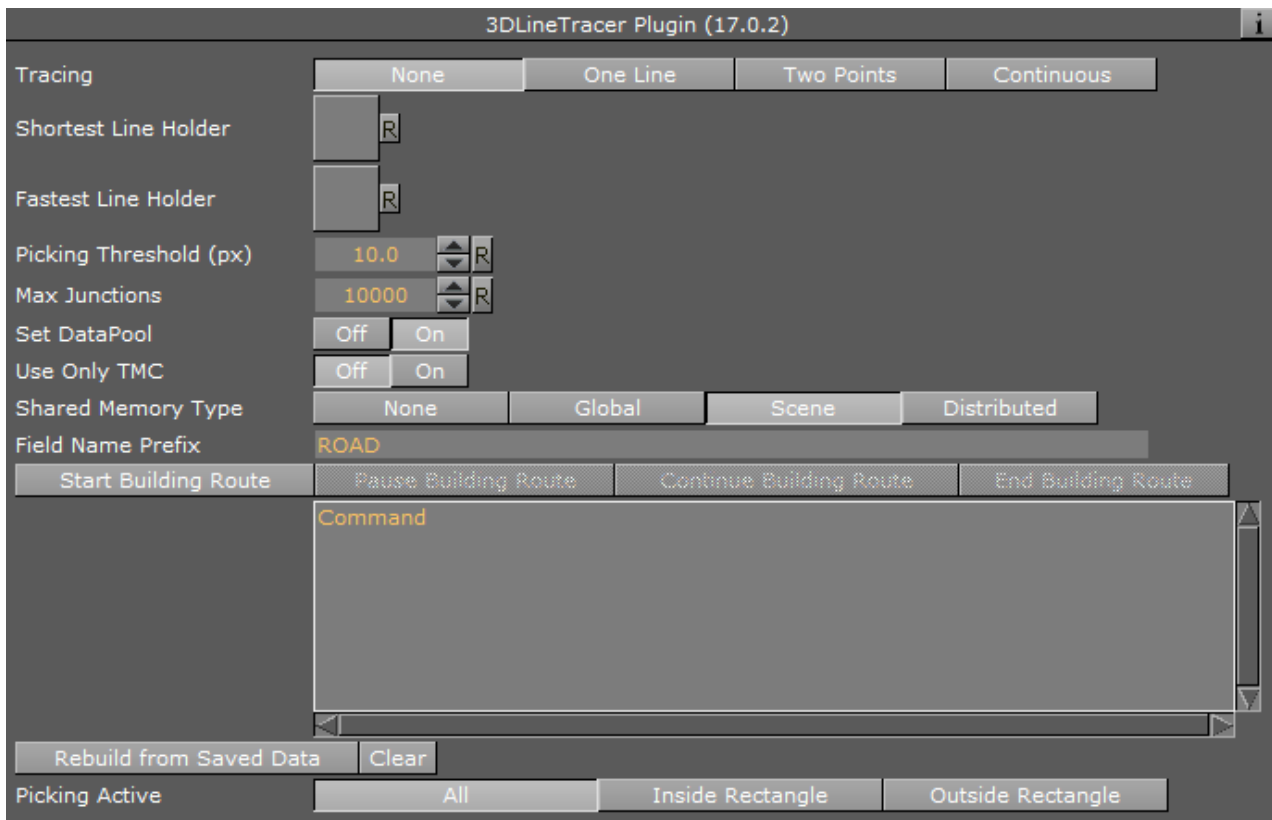 3DLineTracer Plugin (17.0.2) i
Tracing None One Line Two Points Continuous
Shortest Line Holder R
Fastest Line Holder R
Picking Threshold (px) 10.0 R
Max Junctions 10000 R
Set DataPool Off On
Use Only TMC Off On
Shared Memory Type None Global Scene Distributed
Field Name Prefix ROAD
Start Building Route Pause Building Route Continue Building Route End Building Route
Command
Rebuild from Saved Data Clear
Picking Active All Inside Rectangle Outside Rectangle